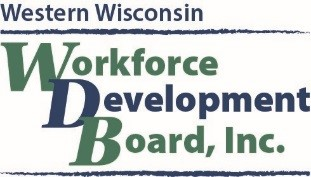 Western Wisconsin
Workforce
Development
Board, Inc.